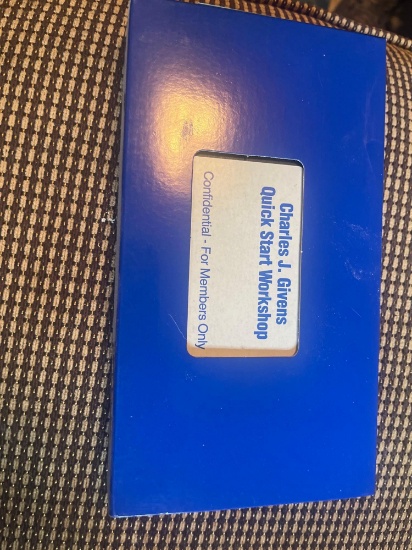 Charles J. Givens
Quick Start Workshop
Confidential - For Members Only